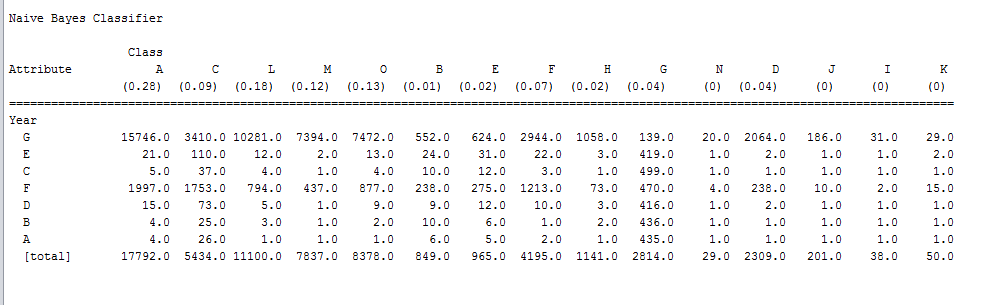 Naive Bayes Classifier
Class
Attribute A C L M O B E F H G N D J I K
(0.28) (0.09) (0.18) (0.12) (0.13) (0.01) (0.02) (0.07) (0.02) (0.04) (0) (0.04) (0) (0) (0)
Year
G 15746.0 3410.0 10281.0 7394.0 7472.0 552.0 624.0 2944.0 1058.0 139.0 20.0 2064.0 186.0 31.0 29.0
E 21.0 110.0 12.0 2.0 13.0 24.0 31.0 22.0 3.0 419.0 1.0 2.0 1.0 1.0 2.0
C 5.0 37.0 4.0 1.0 4.0 10.0 12.0 3.0 1.0 499.0 1.0 1.0 1.0 1.0 1.0
F 1997.0 1753.0 794.0 437.0 877.0 238.0 275.0 1213.0 73.0 470.0 4.0 238.0 10.0 2.0 15.0
D 15.0 73.0 5.0 1.0 9.0 9.0 12.0 10.0 3.0 416.0 1.0 2.0 1.0 1.0 1.0
B 4.0 25.0 3.0 1.0 2.0 10.0 6.0 1.0 2.0 436.0 1.0 1.0 1.0 1.0 1.0
A 4.0 26.0 1.0 1.0 1.0 6.0 5.0 2.0 1.0 435.0 1.0 1.0 1.0 1.0 1.0
[total] 17792.0 5434.0 11100.0 7837.0 8378.0 849.0 965.0 4195.0 1141.0 2814.0 29.0 2309.0 201.0 38.0 50.0